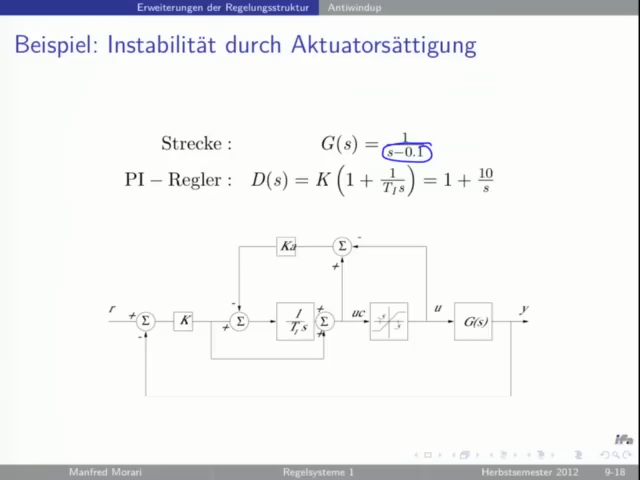 Erweiterungen der Regelungsstruktur Antiwindup
Beispiel: Instabilität durch Aktuatorsättigung
Strecke : G(s) = 1/(s−0.1)
PI − Regler : D(s) = K (1 + 1/(T_I s)) = 1 + 10/s
Ka Σ -
+
r + Σ - K - + Σ 1/(T_I s) + Σ + uc u G(s) y
ifa
Manfred Morari Regelsysteme 1 Herbstsemester 2012 9-18